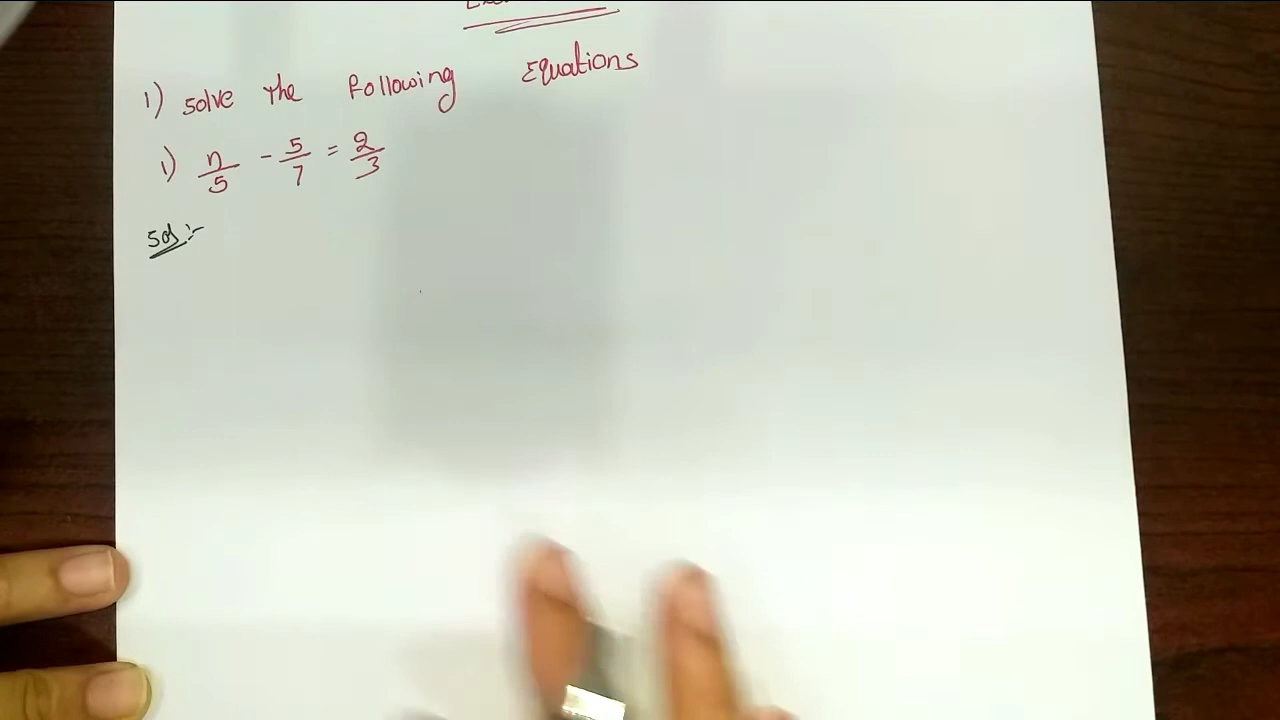 1) Solve the following Equations
1) n/5 - 5/7 = 2/3
Sol:-